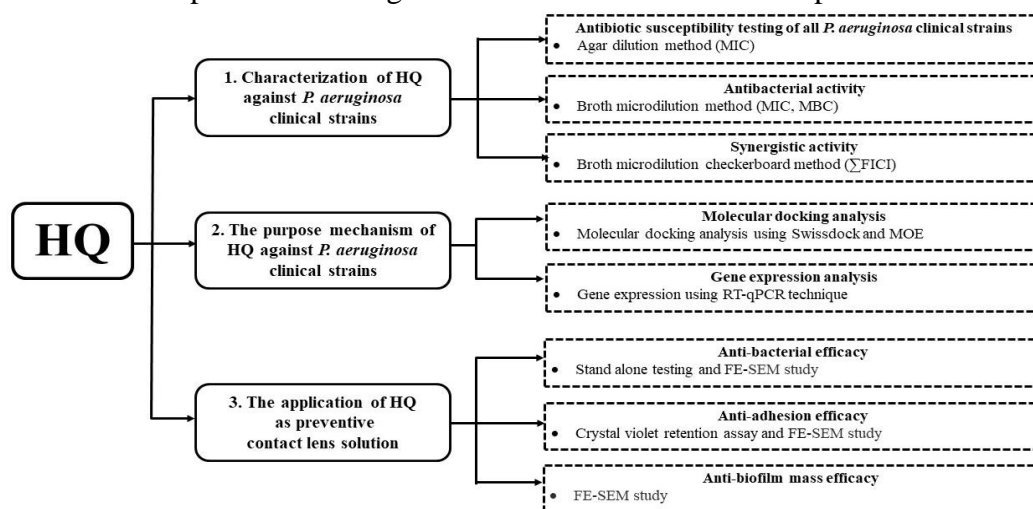 HQ
1. Characterization of HQ
against P. aeruginosa
clinical strains
Antibiotic susceptibility testing of all P. aeruginosa clinical strains
• Agar dilution method (MIC)
Antibacterial activity
• Broth microdilution method (MIC, MBC)
Synergistic activity
• Broth microdilution checkerboard method (∑FICI)
2. The purpose mechanism of
HQ against P. aeruginosa
clinical strains
Molecular docking analysis
• Molecular docking analysis using Swissdock and MOE
Gene expression analysis
• Gene expression using RT-qPCR technique
3. The application of HQ
as preventive
contact lens solution
Anti-bacterial efficacy
• Stand alone testing and FE-SEM study
Anti-adhesion efficacy
• Crystal violet retention assay and FE-SEM study
Anti-biofilm mass efficacy
• FE-SEM study